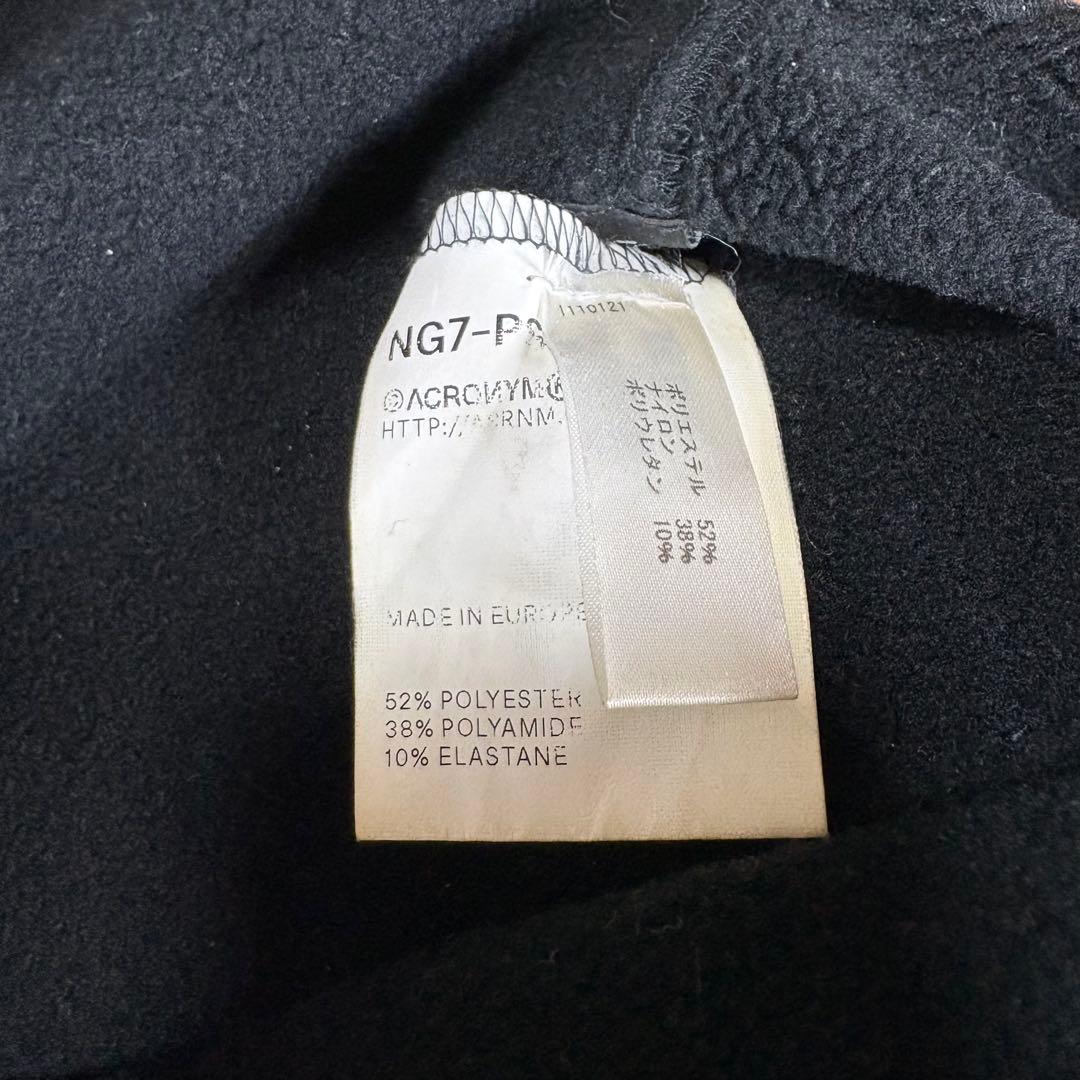 NG7-P
©ACRONYM®
HTTP://ACRNM.
MADE IN EUROPE
52% POLYESTER
38% POLYAMIDE
10% ELASTANE
1110121
ポリエステル 52%
ナイロン 38%
ポリウレタン 10%